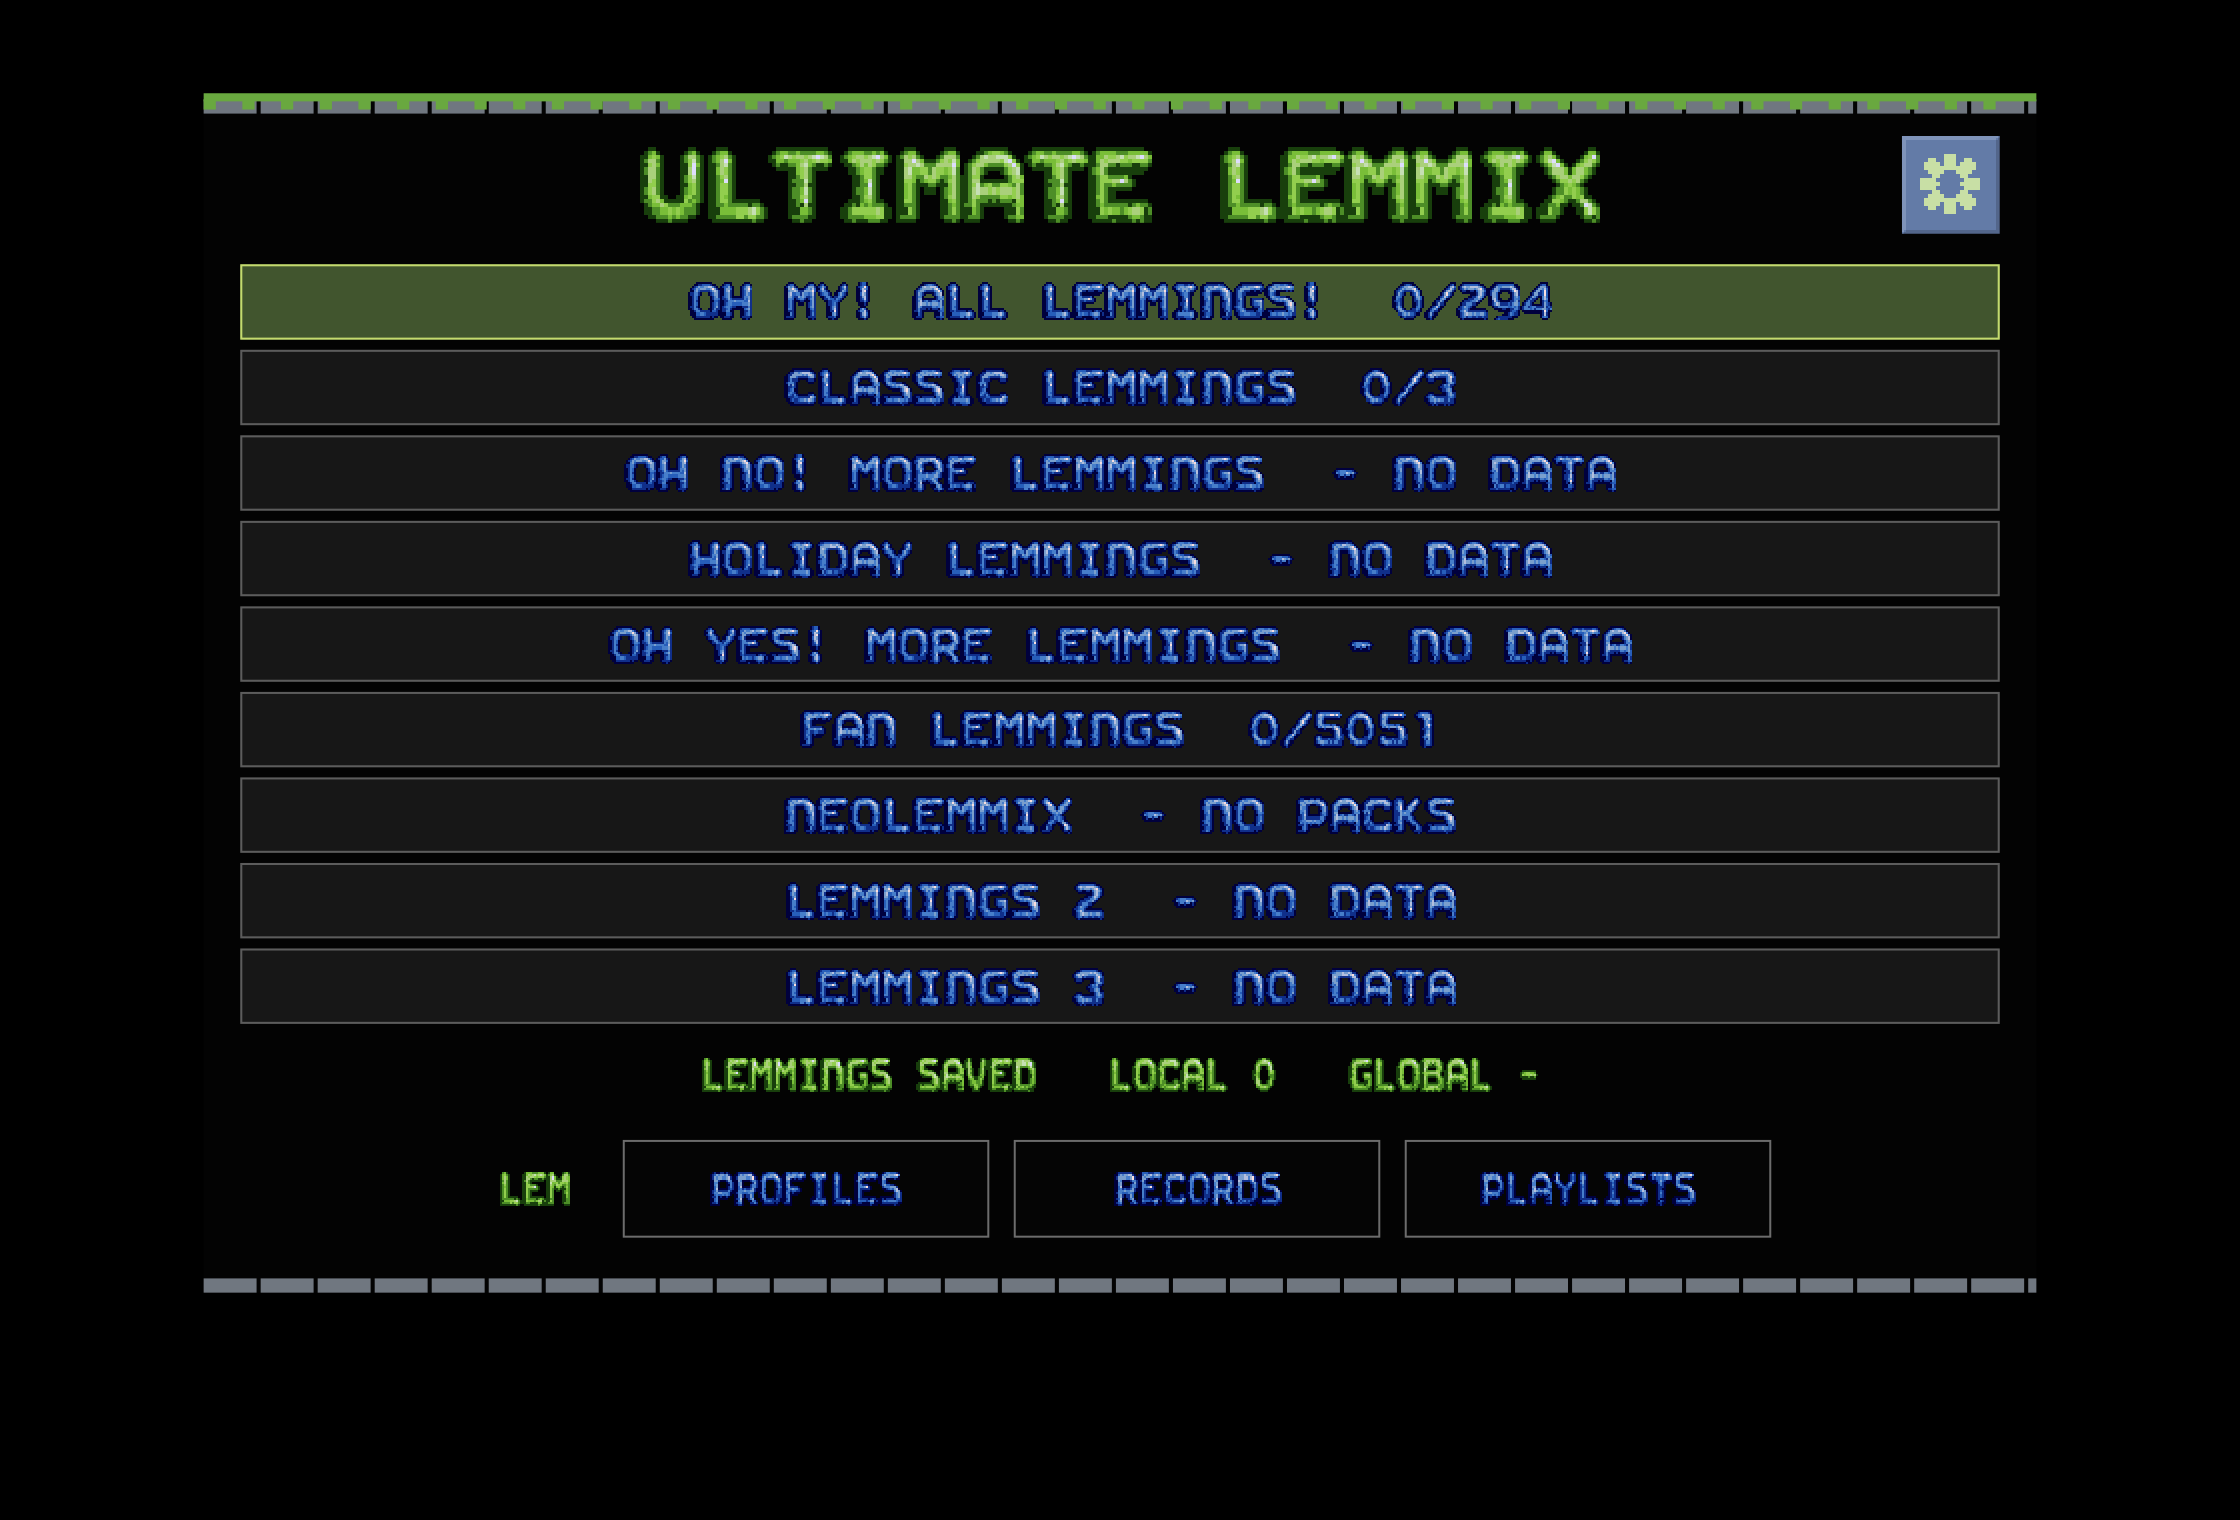 ULTIMATE LEMMIX
OH MY! ALL LEMMINGS! 0/294
CLASSIC LEMMINGS 0/3
OH NO! MORE LEMMINGS - NO DATA
HOLIDAY LEMMINGS - NO DATA
OH YES! MORE LEMMINGS - NO DATA
FAN LEMMINGS 0/5051
NEOLEMMIX - NO PACKS
LEMMINGS 2 - NO DATA
LEMMINGS 3 - NO DATA
LEMMINGS SAVED LOCAL 0 GLOBAL -
LEM PROFILES RECORDS PLAYLISTS